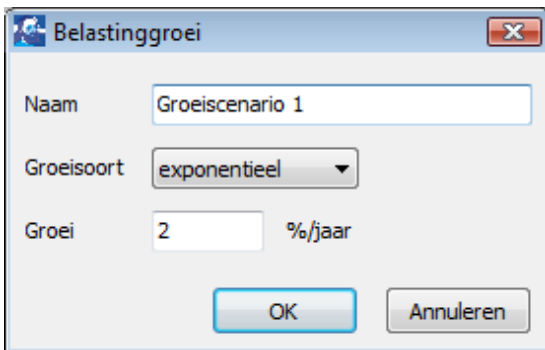 Belastinggroei
Naam Groeiscenario 1
Groeisoort exponentieel
Groei 2 %/jaar
OK Annuleren